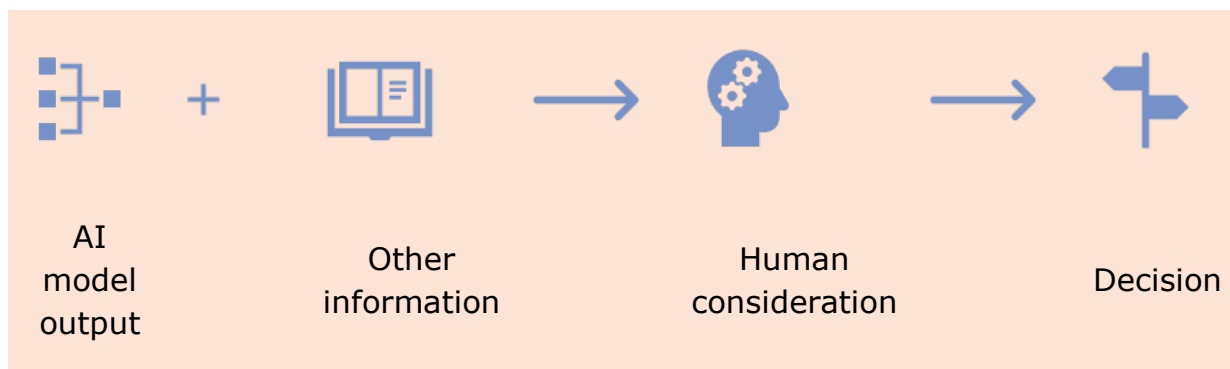 AI
model
output
Other
information
Human
consideration
Decision